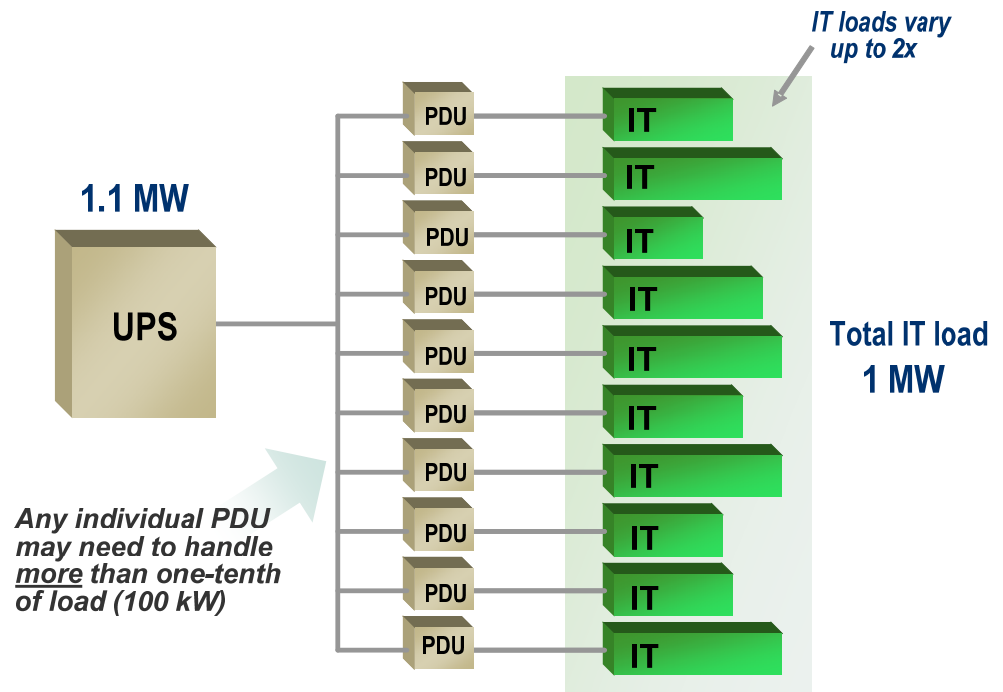 IT loads vary
up to 2x
PDU IT
PDU IT
1.1 MW
PDU IT
PDU IT
UPS
PDU IT
Total IT load
1 MW
PDU IT
PDU IT
Any individual PDU
may need to handle
more than one-tenth
of load (100 kW)
PDU IT
PDU IT
PDU IT